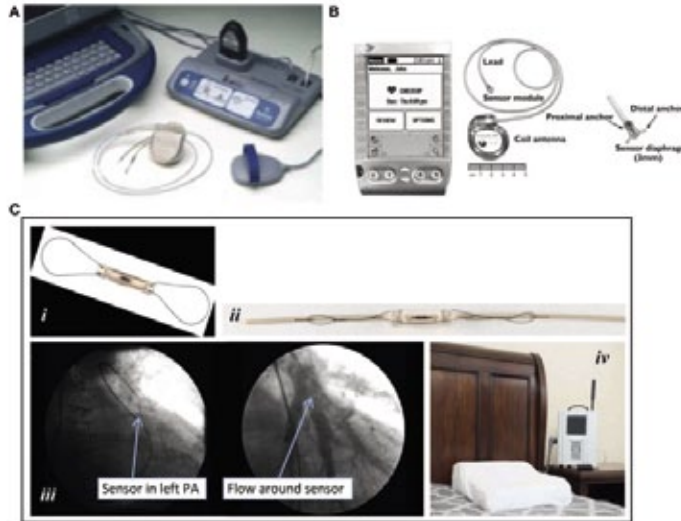 A
B
Lead
Sensor module
Proximal anchor
Distal anchor
Coil antenna
Sensor diaphragm
(3mm)
REVIEW
OPTIONS
C
i
ii
iii
Sensor in left PA
Flow around sensor
iv